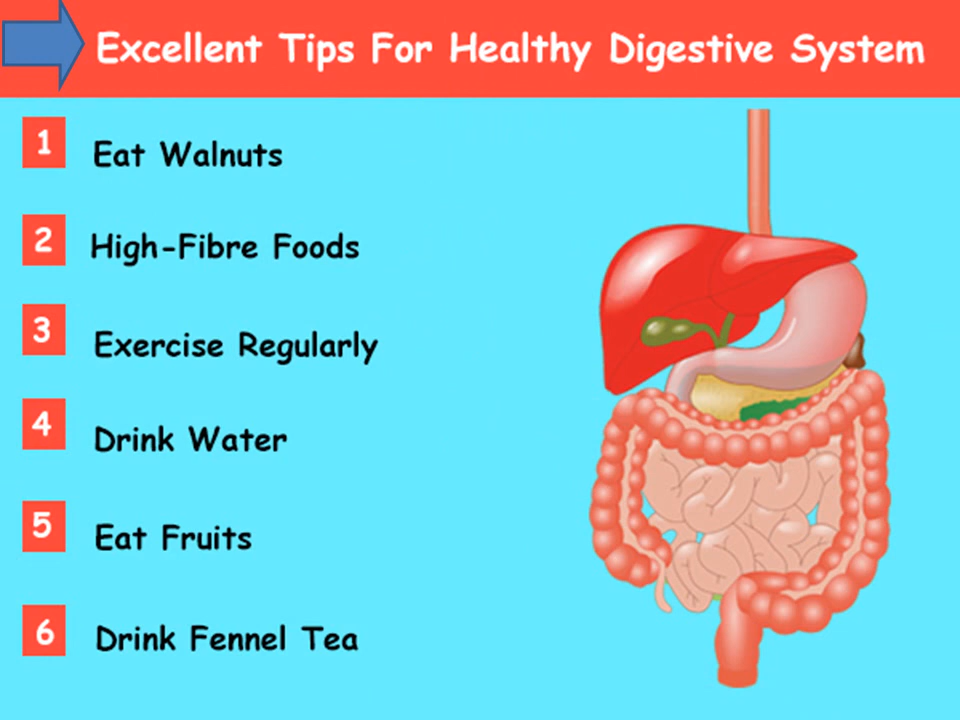 Excellent Tips For Healthy Digestive System
1 Eat Walnuts
2 High-Fibre Foods
3 Exercise Regularly
4 Drink Water
5 Eat Fruits
6 Drink Fennel Tea